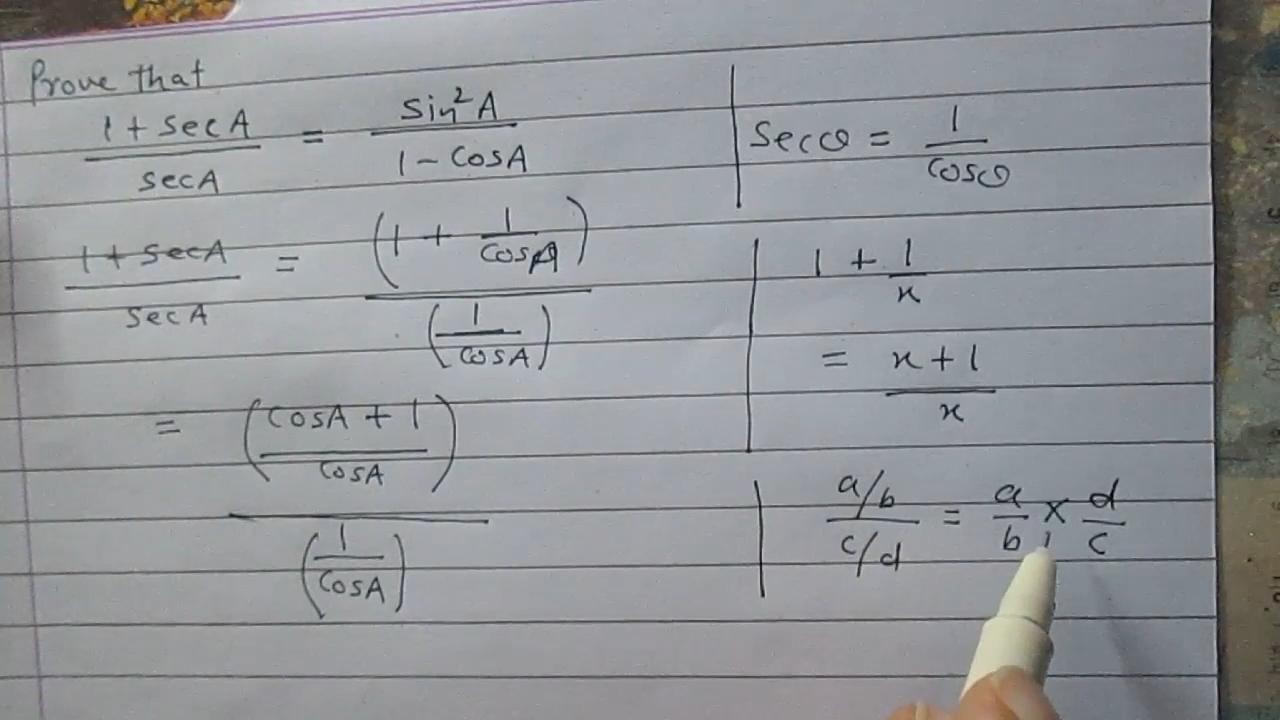 Prove that
1 + secA / secA = sin²A / 1 - cosA
secθ = 1 / cosθ
1 + secA / secA = (1 + 1 / cosA) / (1 / cosA)
1 + 1 / x
= x + 1 / x
= (cosA + 1 / cosA) / (1 / cosA)
a/b / c/d = a / b × d / c